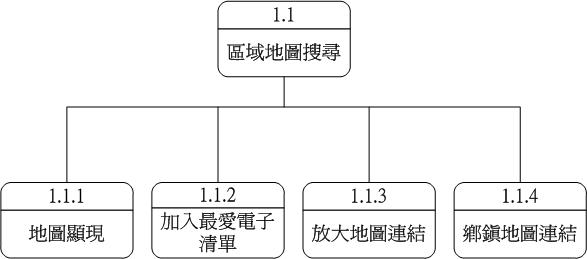 1.1
區域地圖搜尋
1.1.1
地圖顯現
1.1.2
加入最愛電子
清單
1.1.3
放大地圖連結
1.1.4
鄉鎮地圖連結